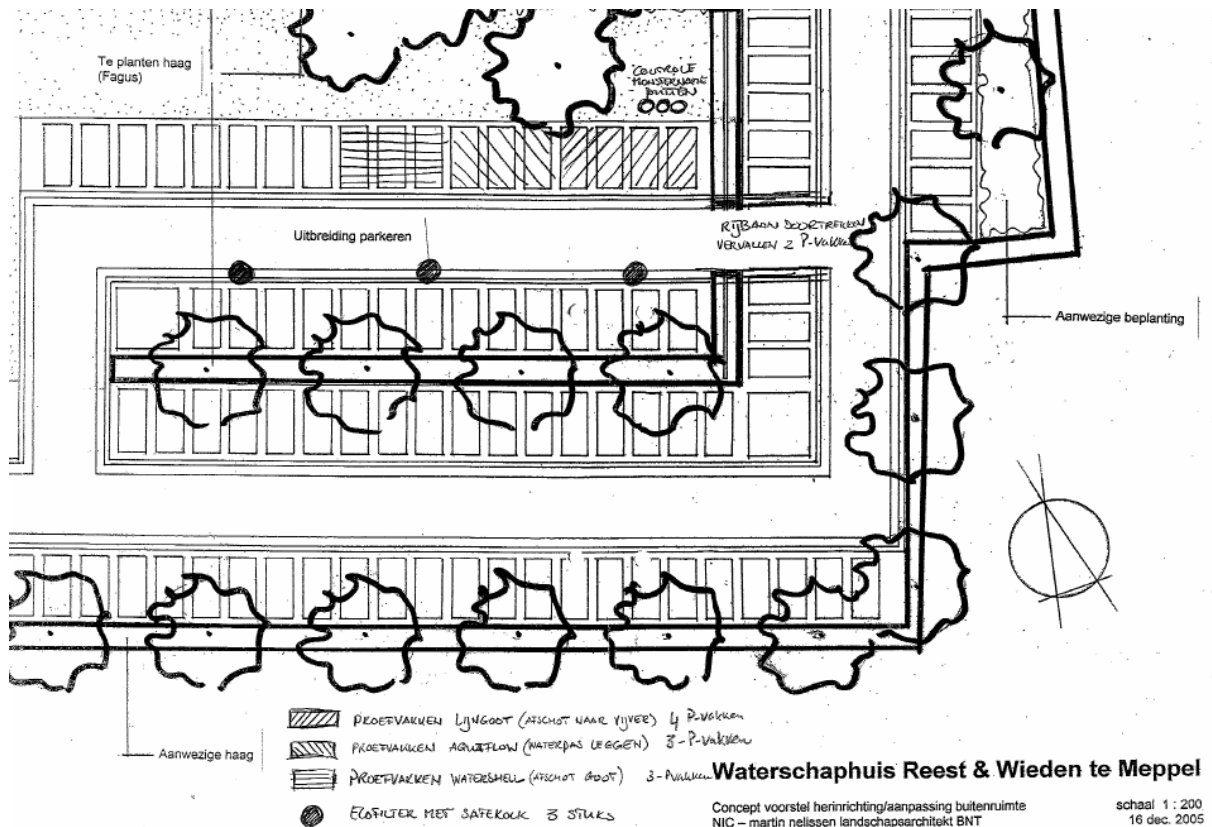 Te planten haag
(Fagus)
CONTROLE
MONSTERNAME
PUTTEN
Uitbreiding parkeren
RIJBAAN DOORTREKKEN
VERVALLEN 2 P-VAKKEN
Aanwezige beplanting
Aanwezige haag
PROEFVAKKEN LIJNGOOT (AFSCHOT NAAR VIJVER) 4 P-vakken
PROEFVAKKEN AQUAFLOW (WATERPAS LEGGEN) 3-P-vakken
PROEFVAKKEN WATERSHELL (AFSCHOT GOOT) 3-Pvakken
ECOFILTER MET SAFEKOLK 3 STUKS
Waterschaphuis Reest & Wieden te Meppel
Concept voorstel herinrichting/aanpassing buitenruimte
NIC – martin nelissen landschapsarchitekt BNT
schaal 1 : 200
16 dec. 2005